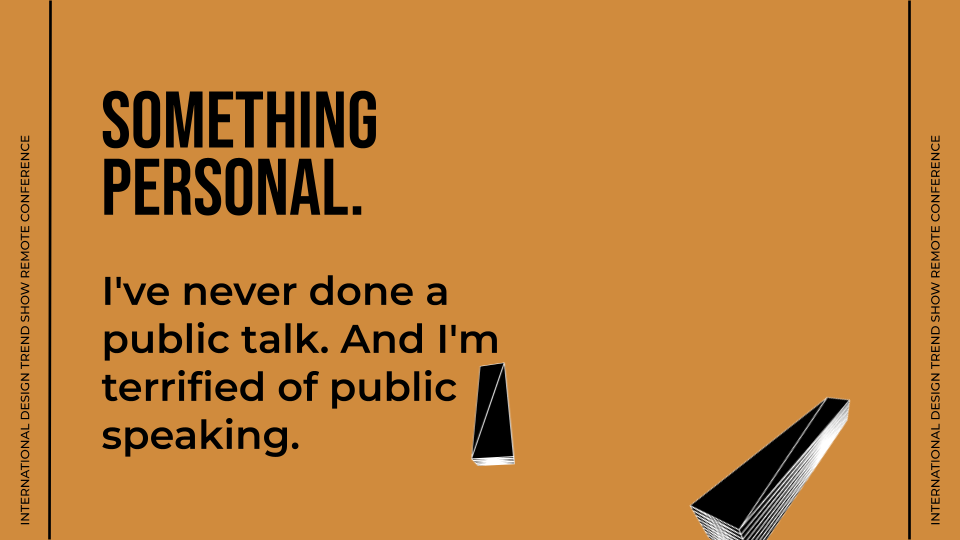 INTERNATIONAL DESIGN TREND SHOW REMOTE CONFERENCE
SOMETHING
PERSONAL.
I've never done a
public talk. And I'm
terrified of public
speaking.
INTERNATIONAL DESIGN TREND SHOW REMOTE CONFERENCE